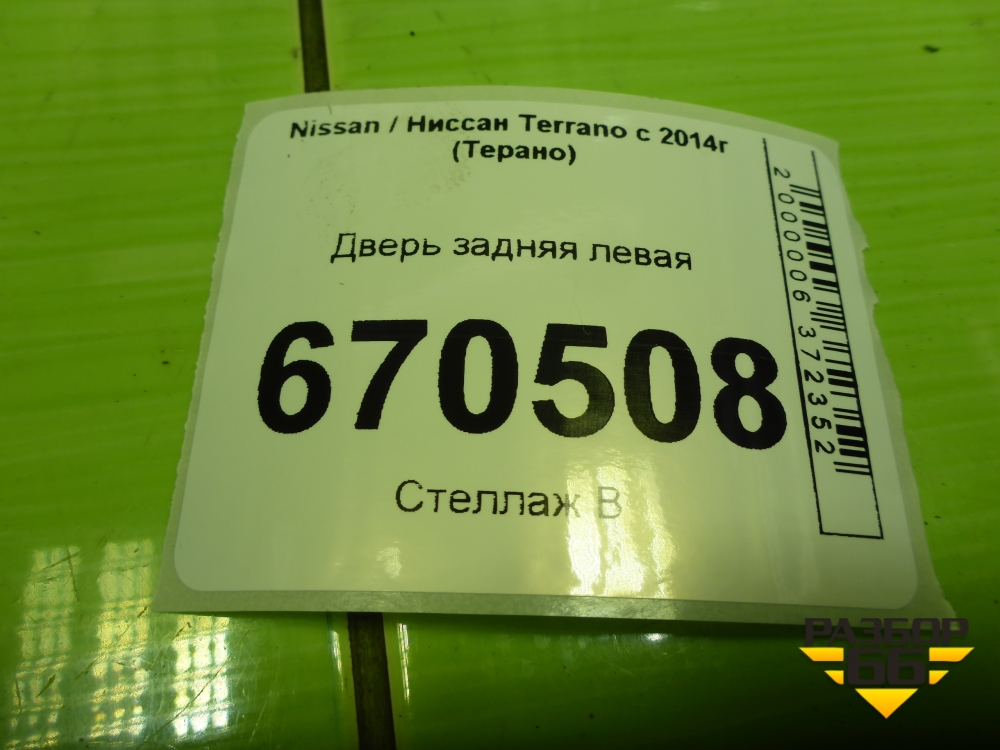 Nissan / Ниссан Terrano с 2014г
(Терано)
Дверь задняя левая
670508
Стеллаж В
2000006372352
РАЗБОР
66